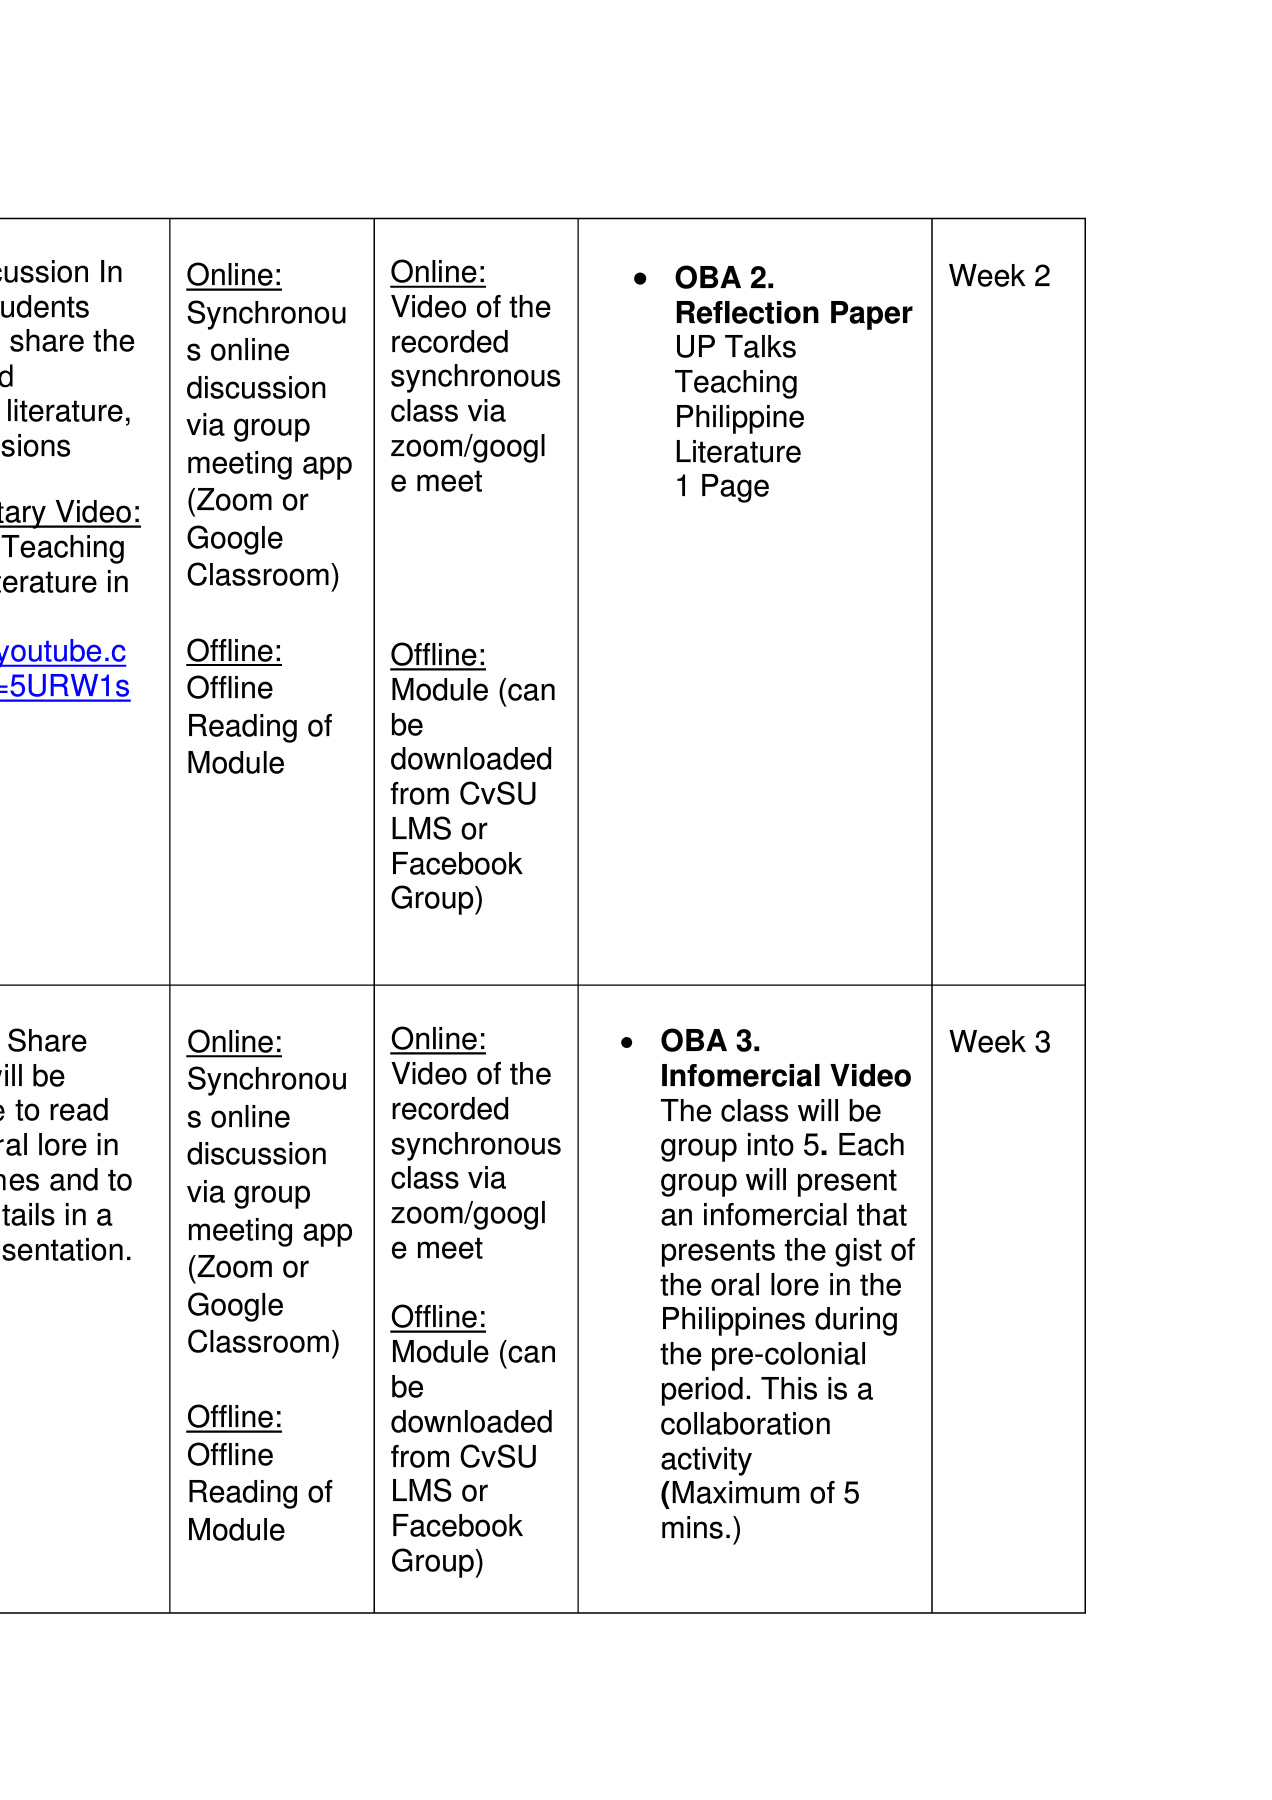 cussion In
udents
share the
d
literature,
sions
tary Video:
Teaching
terature in
youtube.c
=5URW1s
Online:
Synchronou
s online
discussion
via group
meeting app
(Zoom or
Google
Classroom)
Offline:
Offline
Reading of
Module
Online:
Video of the
recorded
synchronous
class via
zoom/googl
e meet
Offline:
Module (can
be
downloaded
from CvSU
LMS or
Facebook
Group)
• OBA 2.
Reflection Paper
UP Talks
Teaching
Philippine
Literature
1 Page
Week 2
Share
will be
e to read
ral lore in
nes and to
tails in a
sentation.
Online:
Synchronou
s online
discussion
via group
meeting app
(Zoom or
Google
Classroom)
Offline:
Offline
Reading of
Module
Online:
Video of the
recorded
synchronous
class via
zoom/googl
e meet
Offline:
Module (can
be
downloaded
from CvSU
LMS or
Facebook
Group)
• OBA 3.
Infomercial Video
The class will be
group into 5. Each
group will present
an infomercial that
presents the gist of
the oral lore in the
Philippines during
the pre-colonial
period. This is a
collaboration
activity
(Maximum of 5
mins.)
Week 3